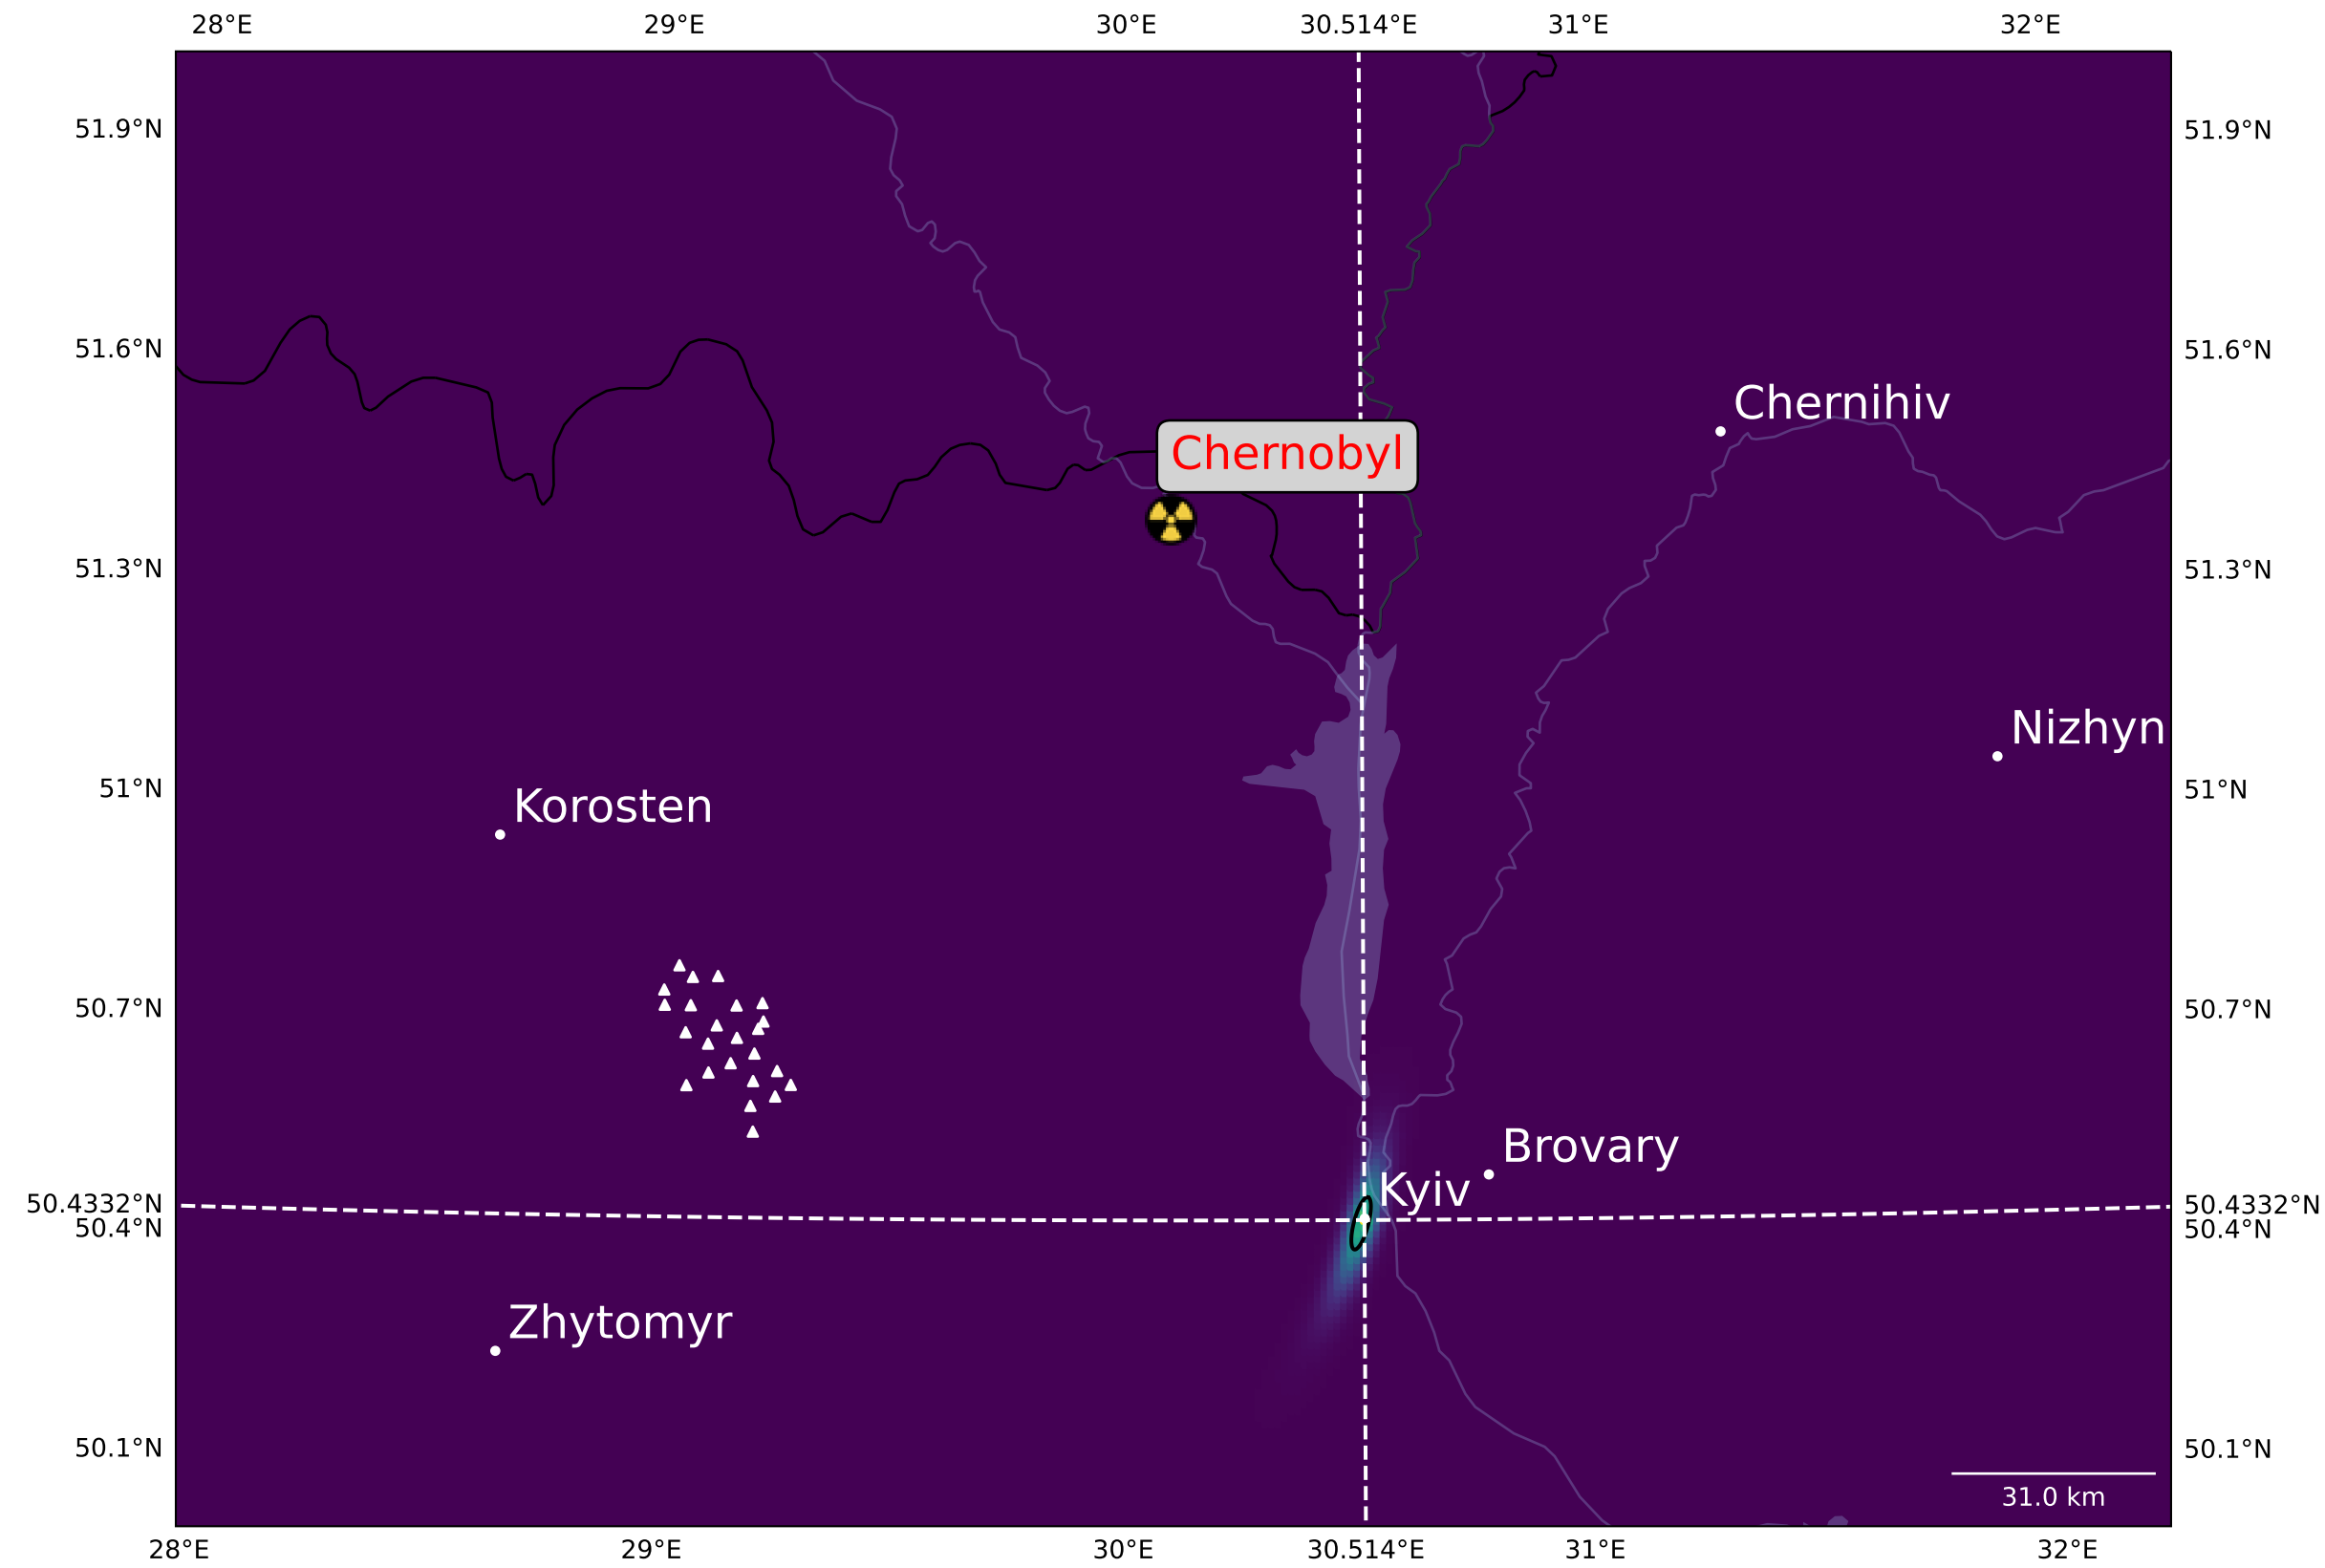 28°E 29°E 30°E 30.514°E 31°E 32°E
51.9°N 51.9°N
51.6°N 51.6°N
Chernihiv
Chernobyl
51.3°N 51.3°N
Nizhyn
51°N 51°N
Korosten
50.7°N 50.7°N
Brovary
Kyiv
50.4332°N 50.4332°N
50.4°N 50.4°N
Zhytomyr
50.1°N 50.1°N
31.0 km
28°E 29°E 30°E 30.514°E 31°E 32°E